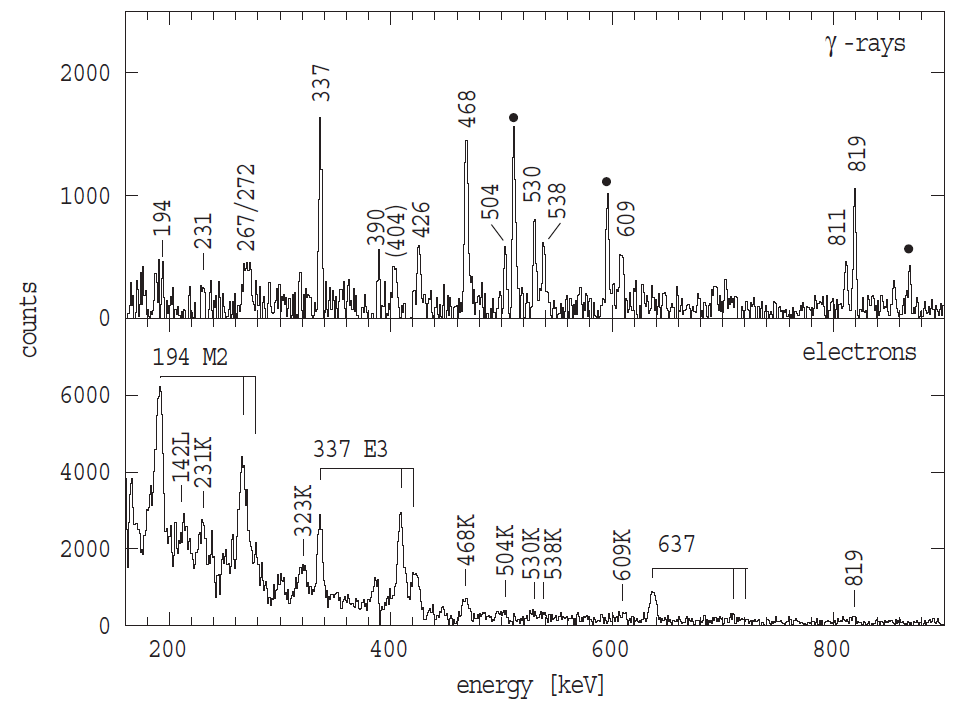 γ -rays
2000
1000
0
194
231
267/272
337
390
(404)
426
468
504
530
538
609
811
819
counts
electrons
6000
4000
2000
0
194 M2
142L
231K
323K
337 E3
468K
504K
530K
538K
609K
637
819
200
400
600
800
energy [keV]